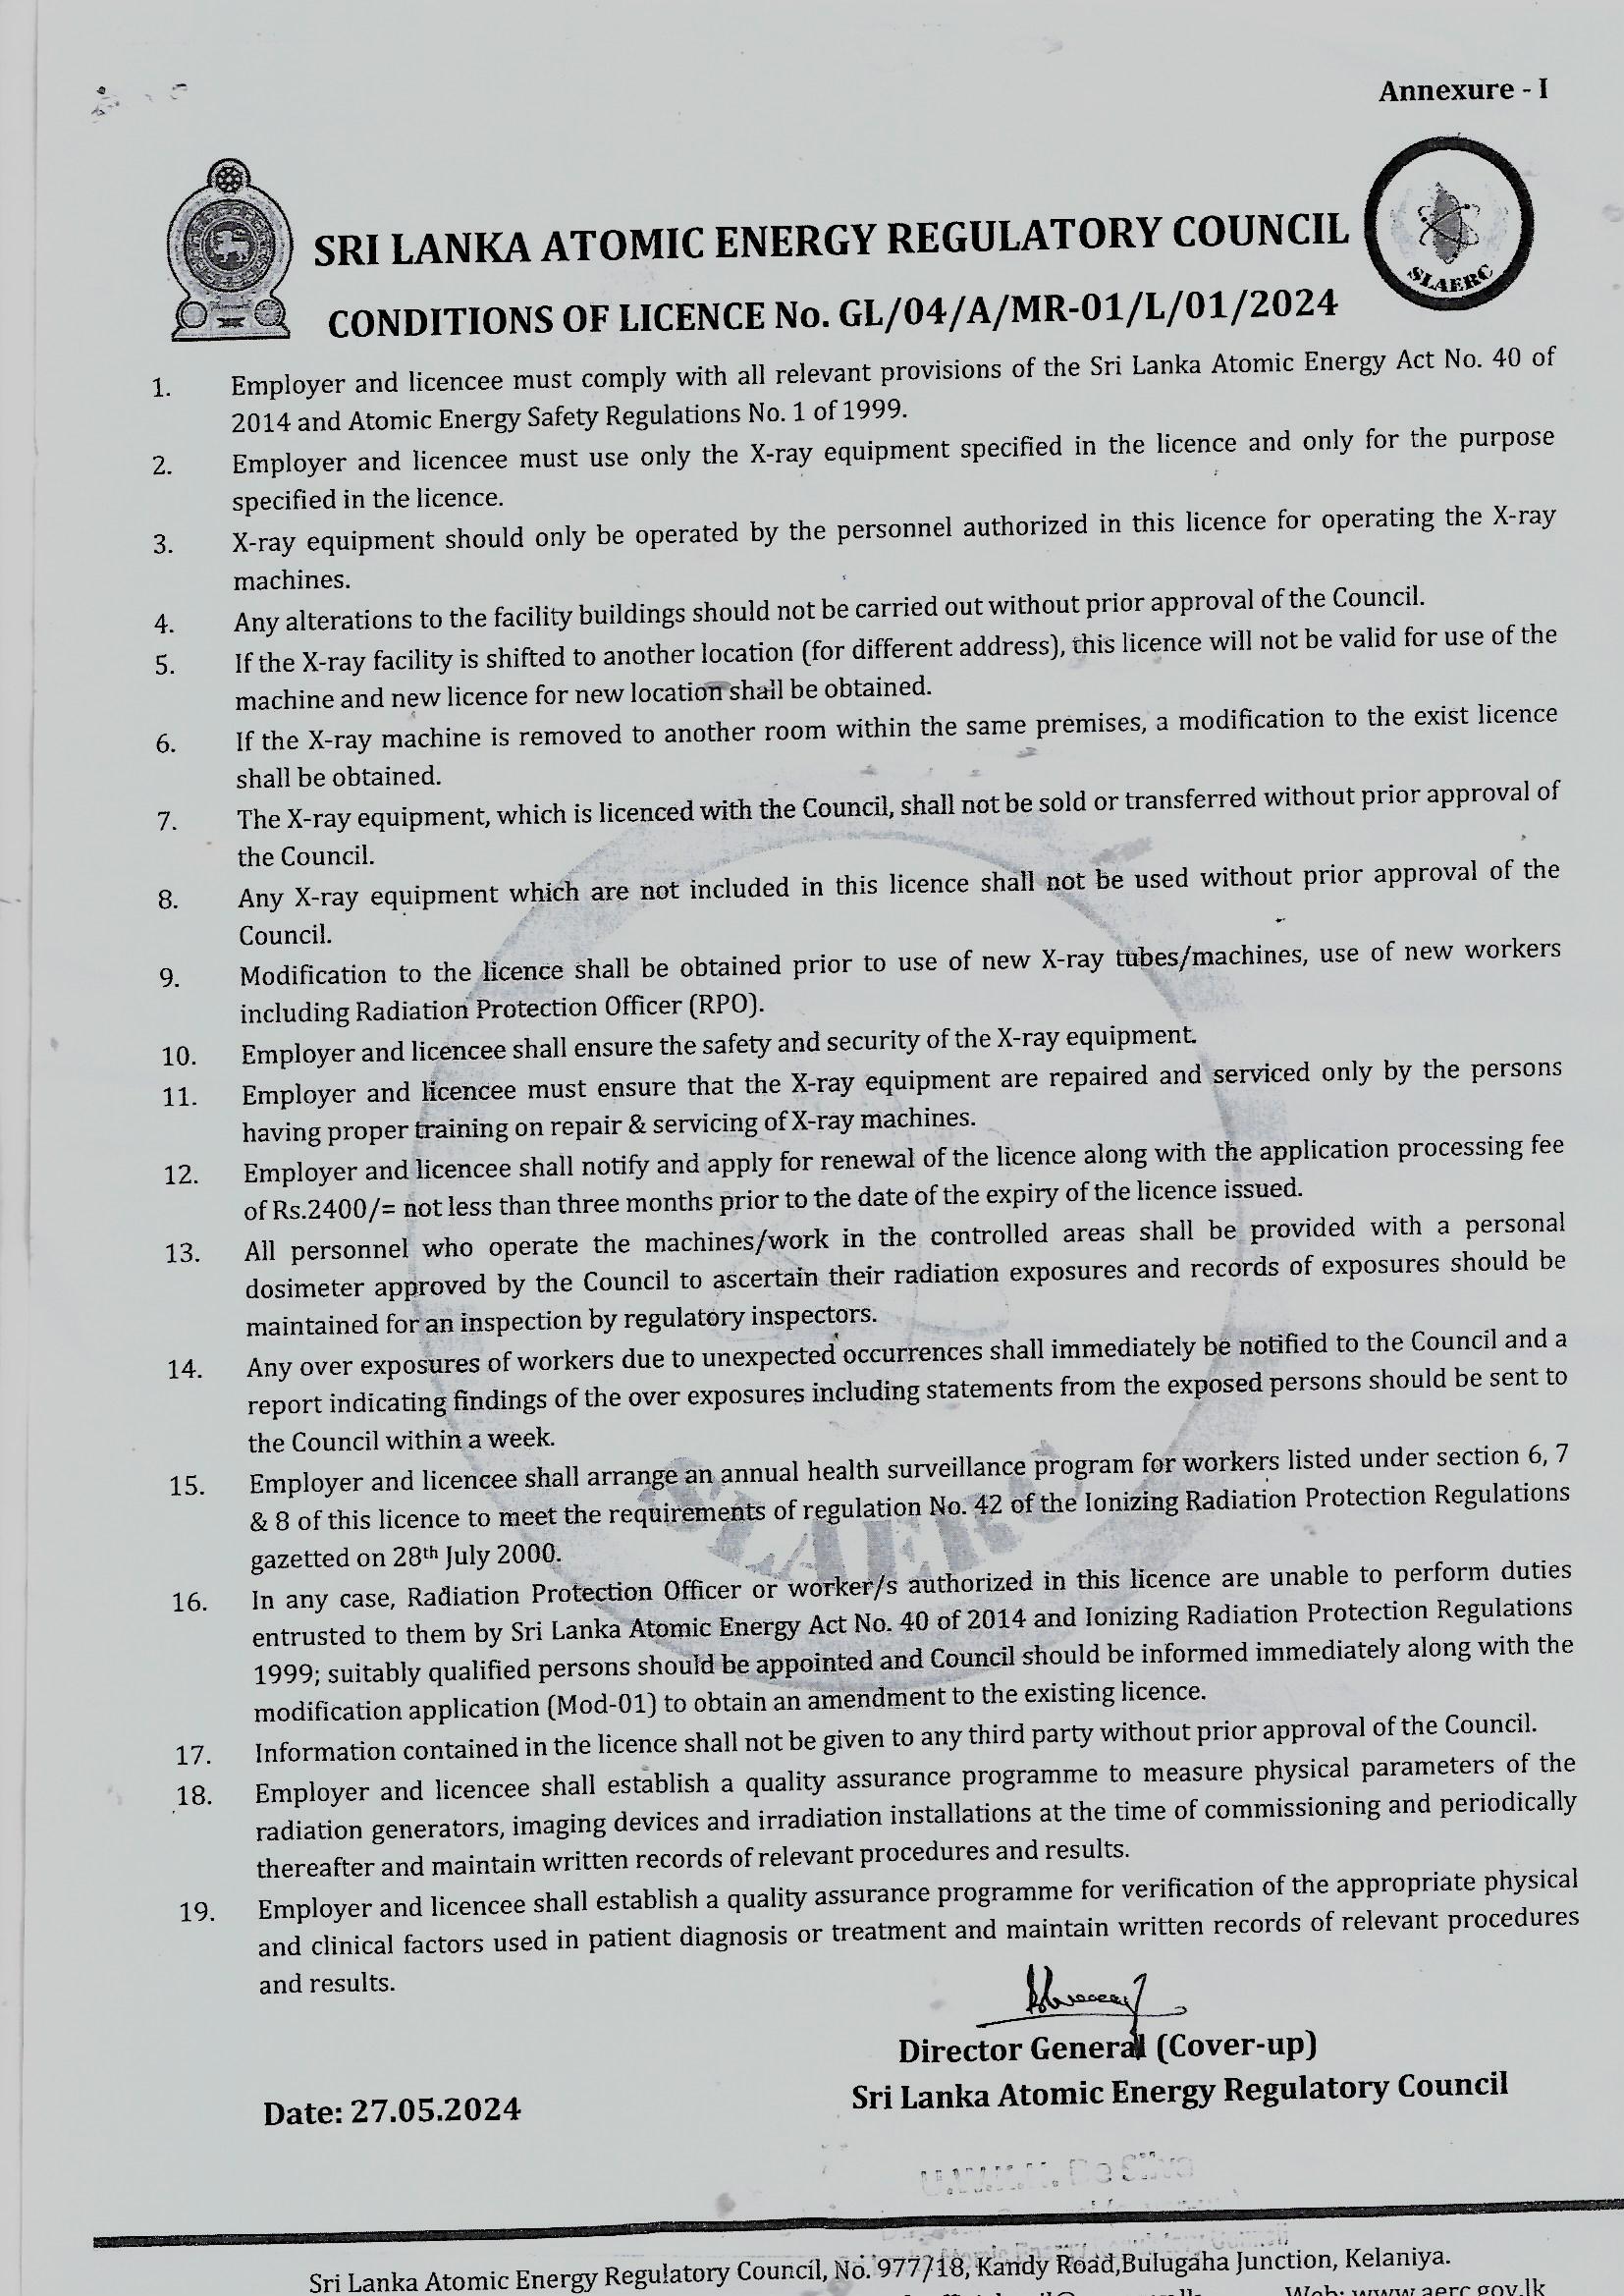 Annexure - I
SRI LANKA ATOMIC ENERGY REGULATORY COUNCIL
SLAERC
CONDITIONS OF LICENCE No. GL/04/A/MR-01/L/01/2024
1. Employer and licencee must comply with all relevant provisions of the Sri Lanka Atomic Energy Act No. 40 of
2014 and Atomic Energy Safety Regulations No. 1 of 1999.
2. Employer and licencee must use only the X-ray equipment specified in the licence and only for the purpose
specified in the licence.
3. X-ray equipment should only be operated by the personnel authorized in this licence for operating the X-ray
machines.
4. Any alterations to the facility buildings should not be carried out without prior approval of the Council.
5. If the X-ray facility is shifted to another location (for different address), this licence will not be valid for use of the
machine and new licence for new location shall be obtained.
6. If the X-ray machine is removed to another room within the same premises, a modification to the exist licence
shall be obtained.
7. The X-ray equipment, which is licenced with the Council, shall not be sold or transferred without prior approval of
the Council.
8. Any X-ray equipment which are not included in this licence shall not be used without prior approval of the
Council.
9. Modification to the licence shall be obtained prior to use of new X-ray tubes/machines, use of new workers
including Radiation Protection Officer (RPO).
10. Employer and licencee shall ensure the safety and security of the X-ray equipment.
11. Employer and licencee must ensure that the X-ray equipment are repaired and serviced only by the persons
having proper training on repair & servicing of X-ray machines.
12. Employer and licencee shall notify and apply for renewal of the licence along with the application processing fee
of Rs.2400/= not less than three months prior to the date of the expiry of the licence issued.
13. All personnel who operate the machines/work in the controlled areas shall be provided with a personal
dosimeter approved by the Council to ascertain their radiation exposures and records of exposures should be
maintained for an inspection by regulatory inspectors.
14. Any over exposures of workers due to unexpected occurrences shall immediately be notified to the Council and a
report indicating findings of the over exposures including statements from the exposed persons should be sent to
the Council within a week.
15. Employer and licencee shall arrange an annual health surveillance program for workers listed under section 6, 7
& 8 of this licence to meet the requirements of regulation No. 42 of the Ionizing Radiation Protection Regulations
gazetted on 28th July 2000.
16. In any case, Radiation Protection Officer or worker/s authorized in this licence are unable to perform duties
entrusted to them by Sri Lanka Atomic Energy Act No. 40 of 2014 and Ionizing Radiation Protection Regulations
1999; suitably qualified persons should be appointed and Council should be informed immediately along with the
modification application (Mod-01) to obtain an amendment to the existing licence.
17. Information contained in the licence shall not be given to any third party without prior approval of the Council.
18. Employer and licencee shall establish a quality assurance programme to measure physical parameters of the
radiation generators, imaging devices and irradiation installations at the time of commissioning and periodically
thereafter and maintain written records of relevant procedures and results.
19. Employer and licencee shall establish a quality assurance programme for verification of the appropriate physical
and clinical factors used in patient diagnosis or treatment and maintain written records of relevant procedures
and results.
SLAERC
Director General (Cover-up)
Sri Lanka Atomic Energy Regulatory Council
Date: 27.05.2024
Sri Lanka Atomic Energy Regulatory Council, No. 977/18, Kandy Road,Bulugaha Junction, Kelaniya.
Web: www.aerc.gov.lk